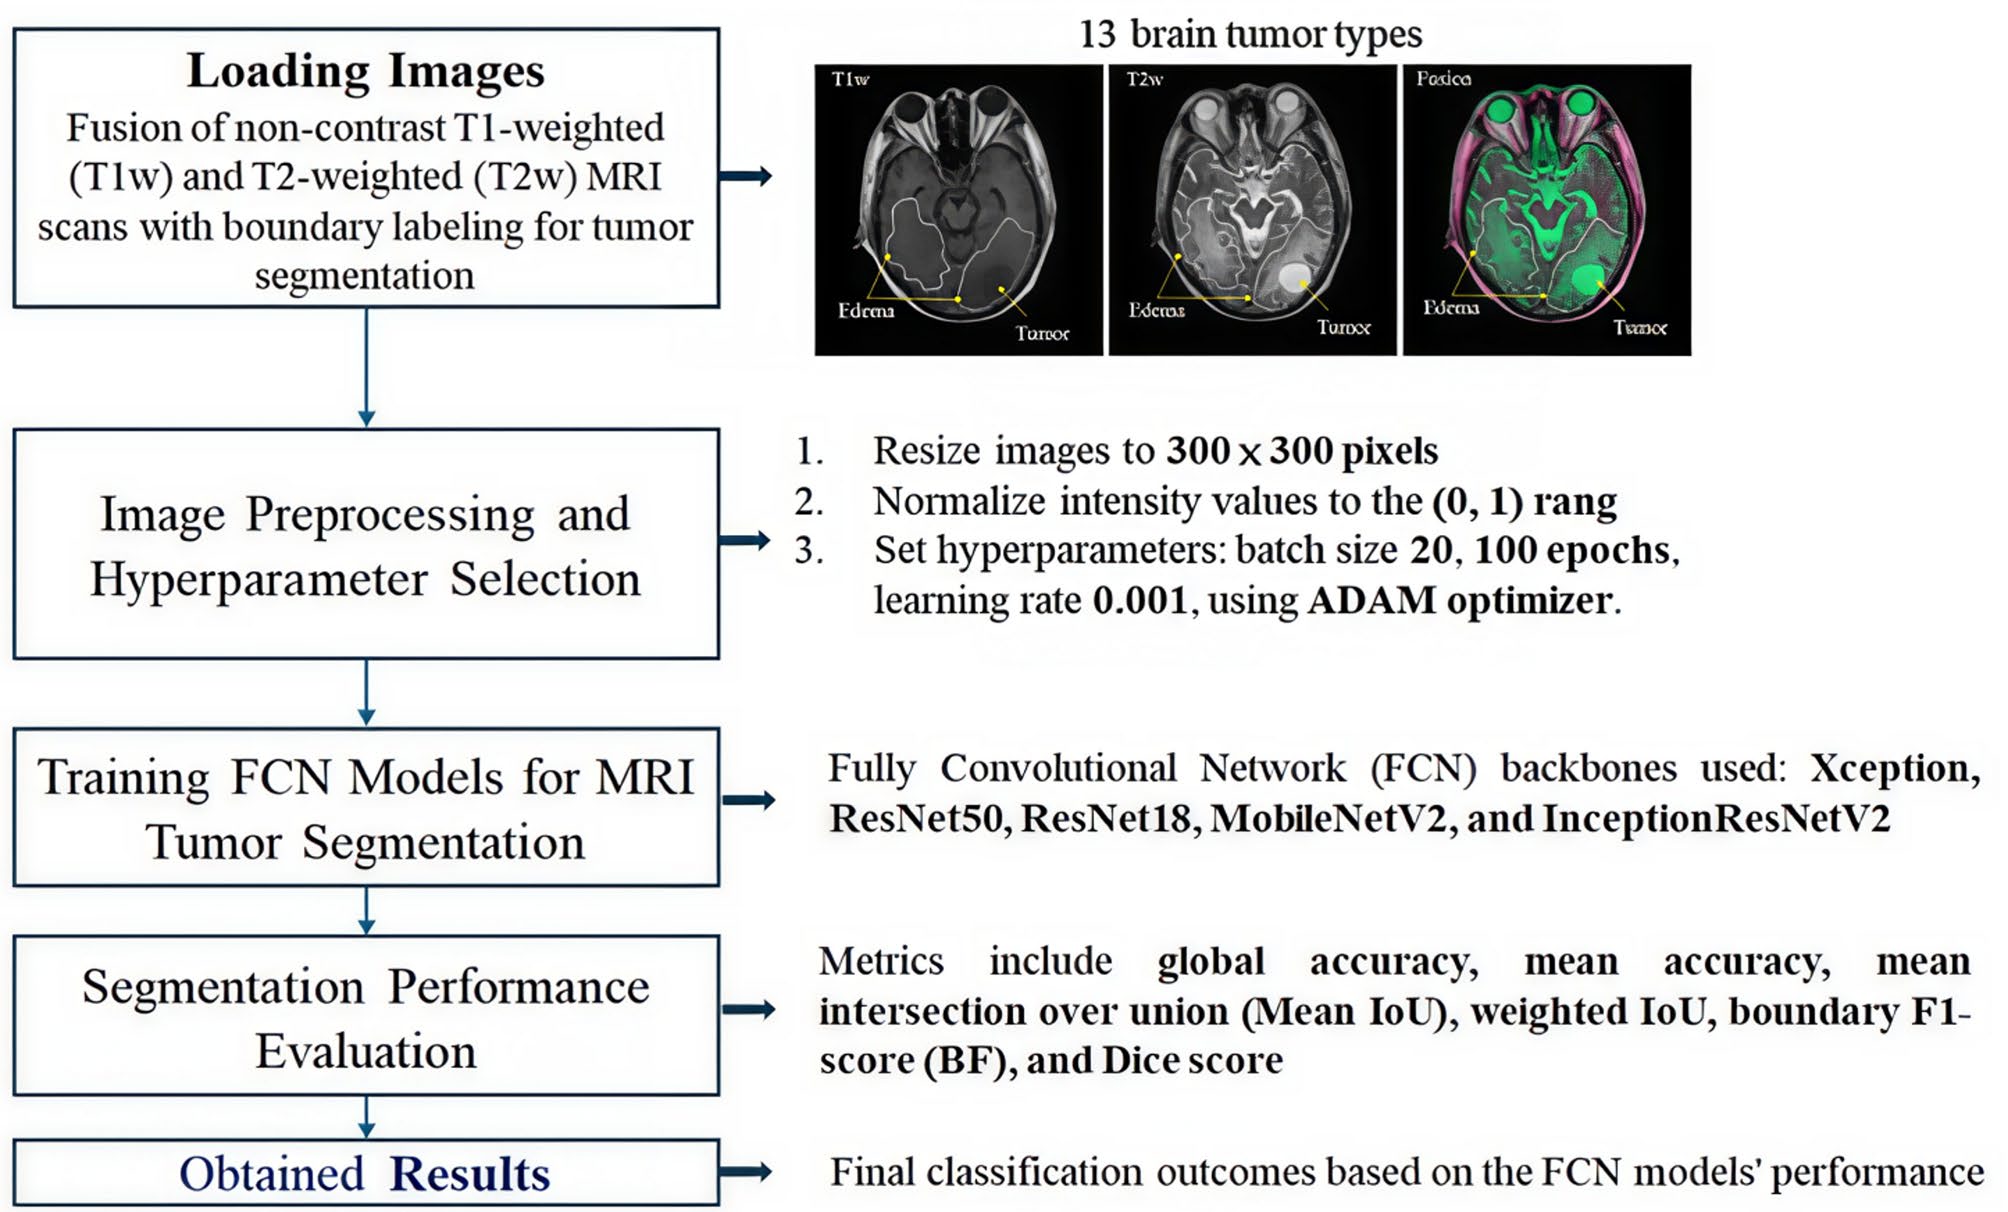 Loading Images
Fusion of non-contrast T1-weighted
(T1w) and T2-weighted (T2w) MRI
scans with boundary labeling for tumor
segmentation
13 brain tumor types
T1w
Edema
Tumor
T2w
Edema
Tumor
Edema
Tumor
Image Preprocessing and
Hyperparameter Selection
1. Resize images to 300 x 300 pixels
2. Normalize intensity values to the (0, 1) rang
3. Set hyperparameters: batch size 20, 100 epochs,
learning rate 0.001, using ADAM optimizer.
Training FCN Models for MRI
Tumor Segmentation
Fully Convolutional Network (FCN) backbones used: Xception,
ResNet50, ResNet18, MobileNetV2, and InceptionResNetV2
Segmentation Performance
Evaluation
Metrics include global accuracy, mean accuracy, mean
intersection over union (Mean IoU), weighted IoU, boundary F1-
score (BF), and Dice score
Obtained Results
Final classification outcomes based on the FCN models' performance